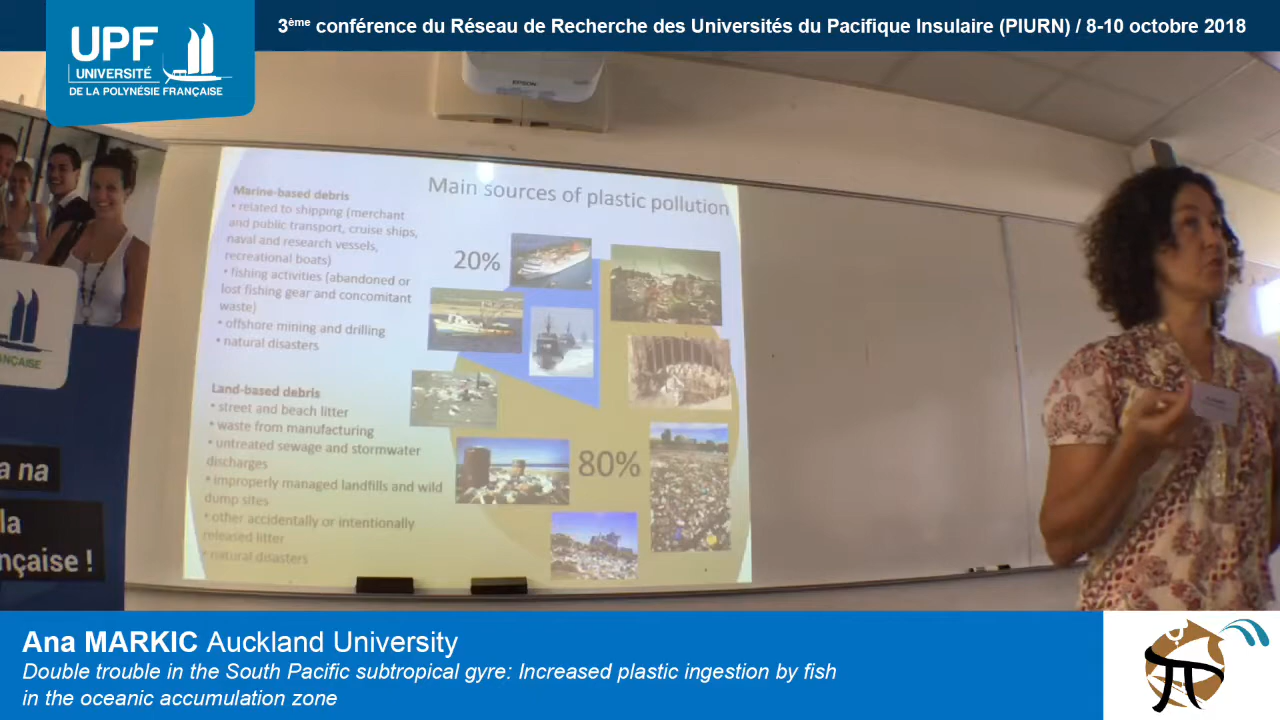 3ème conférence du Réseau de Recherche des Universités du Pacifique Insulaire (PIURN) / 8-10 octobre 2018
UPF
UNIVERSITÉ
DE LA POLYNÉSIE FRANÇAISE
EPSON
Main sources of plastic pollution
Marine-based debris
• related to shipping (merchant
and public transport, cruise ships,
naval and research vessels,
recreational boats)
• fishing activities (abandoned or
lost fishing gear and concomitant
waste)
• offshore mining and drilling
• natural disasters
20%
Land-based debris
• street and beach litter
• waste from manufacturing
• untreated sewage and stormwater
discharges
• improperly managed landfills and wild
dump sites
• other accidentally or intentionally
released litter
• natural disasters
80%
NÇAISE
a na
la
nçaise !
Ana MARKIC Auckland University
Double trouble in the South Pacific subtropical gyre: Increased plastic ingestion by fish
in the oceanic accumulation zone